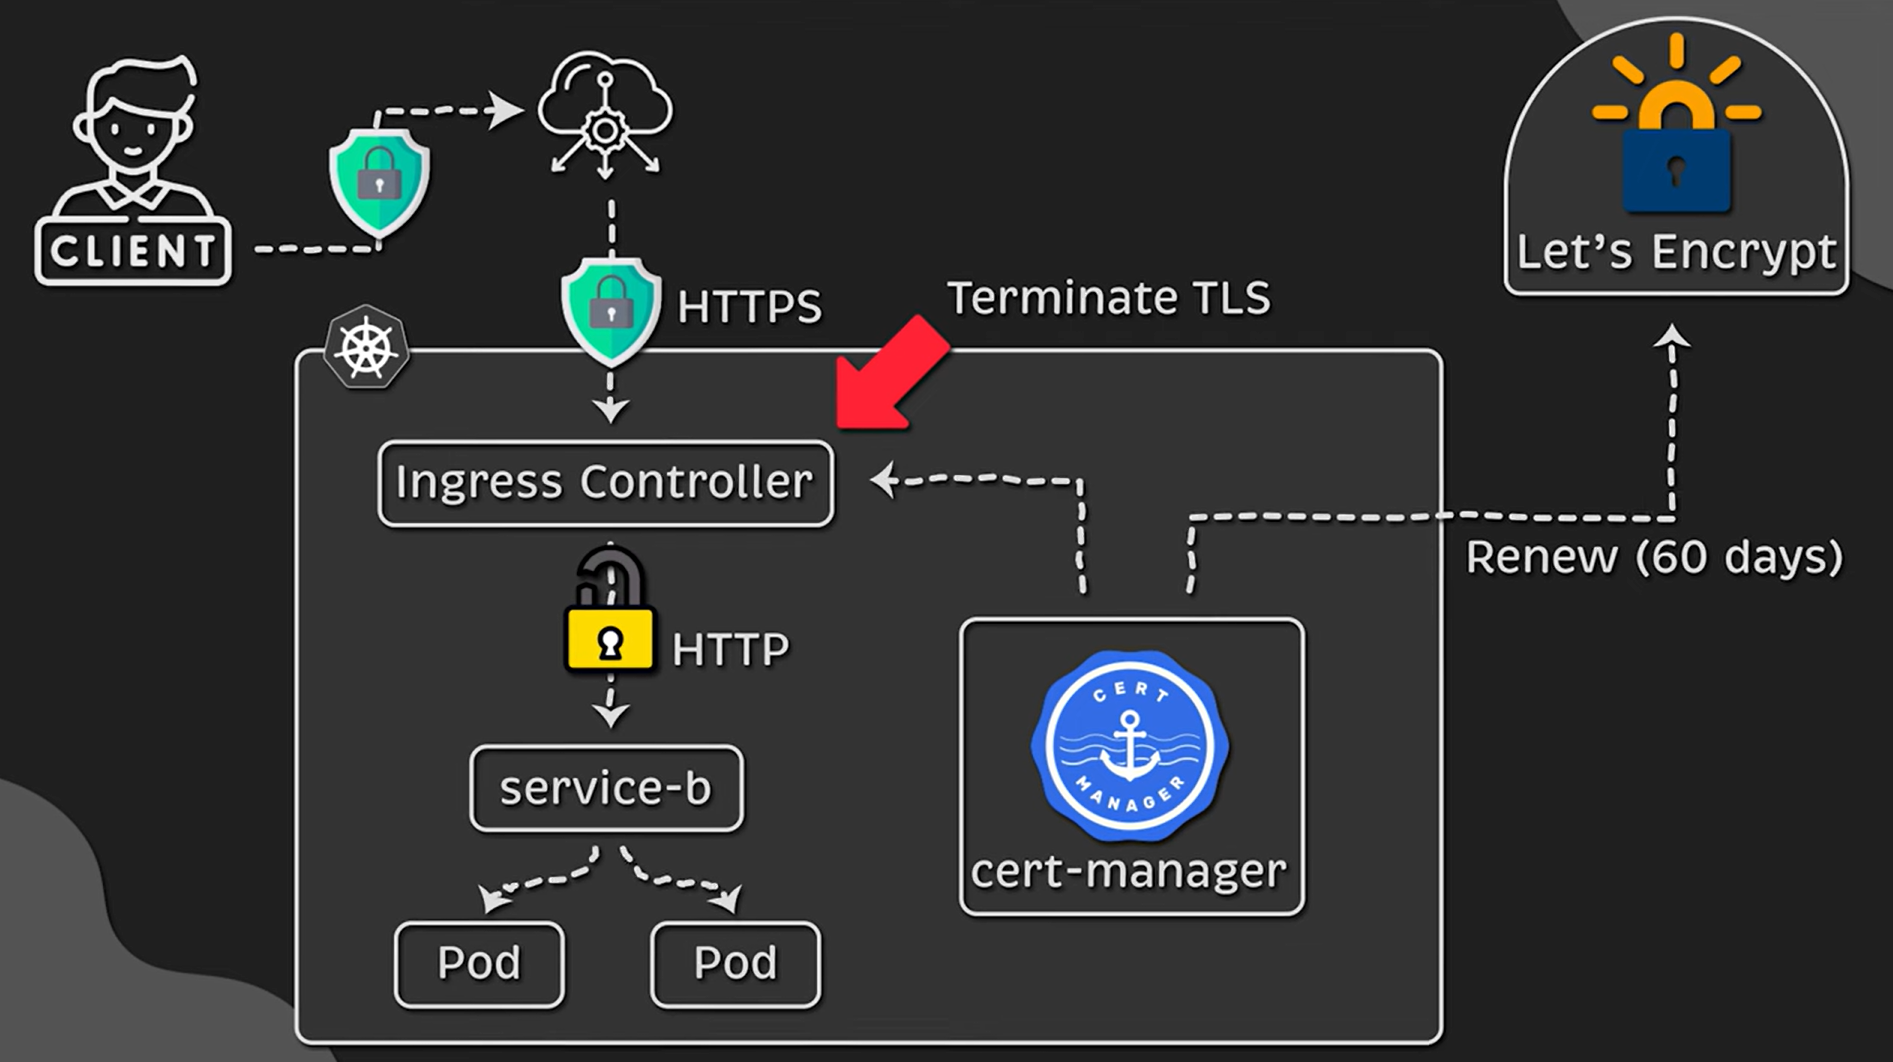 CLIENT
Let's Encrypt
HTTPS
Terminate TLS
Ingress Controller
Renew (60 days)
HTTP
CERT
MANAGER
service-b
cert-manager
Pod
Pod